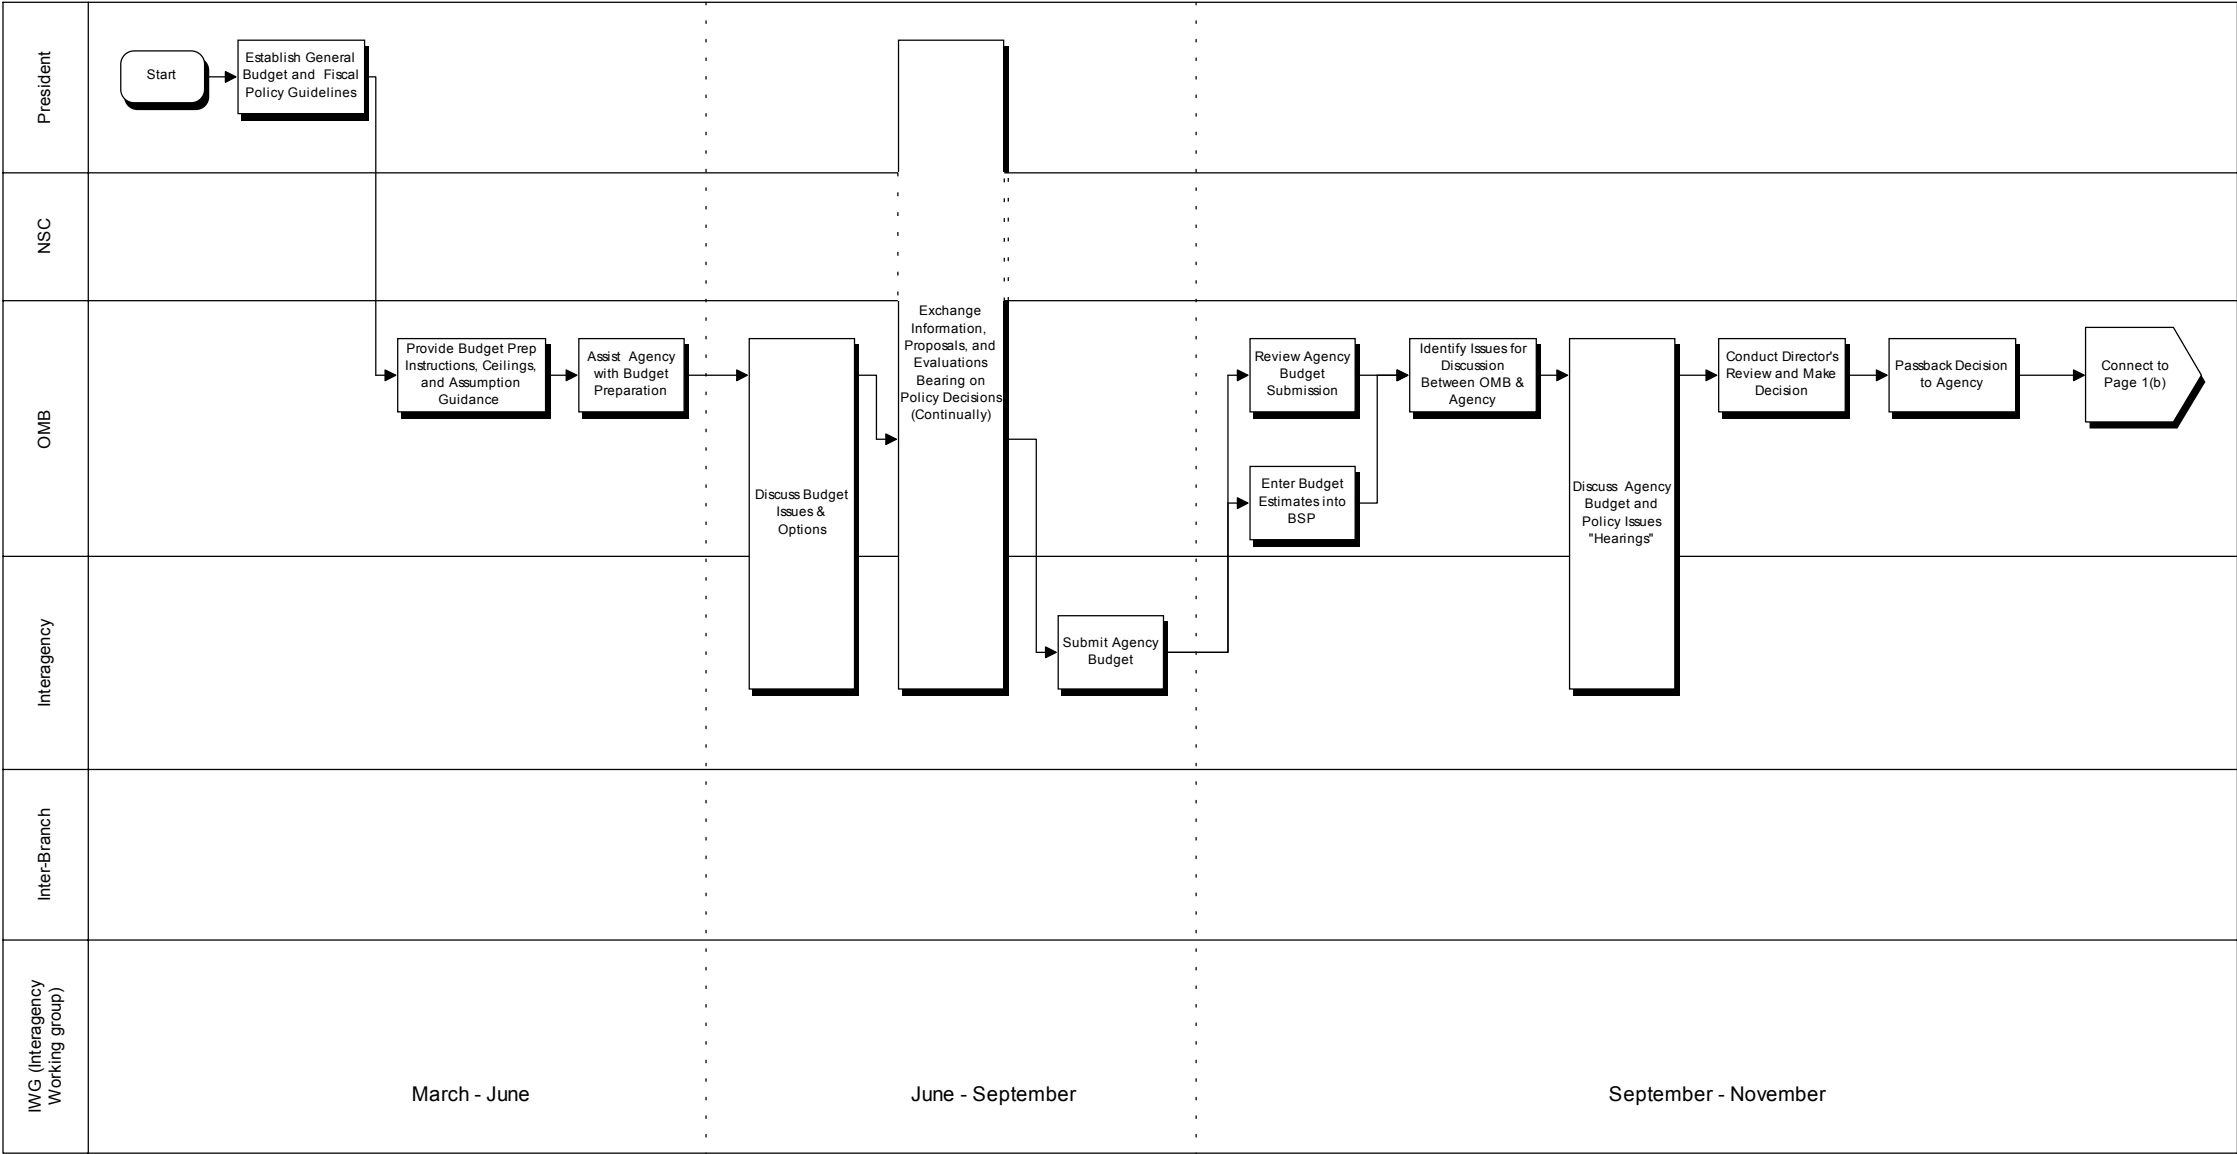 President
Start
Establish General
Budget and Fiscal
Policy Guidelines
NSC
OMB
Provide Budget Prep
Instructions, Ceilings,
and Assumption
Guidance
Assist Agency
with Budget
Preparation
Discuss Budget
Issues &
Options
Exchange
Information,
Proposals, and
Evaluations
Bearing on
Policy Decisions
(Continually)
Review Agency
Budget
Submission
Enter Budget
Estimates into
BSP
Identify Issues for
Discussion
Between OMB &
Agency
Discuss Agency
Budget and
Policy Issues
"Hearings"
Conduct Director's
Review and Make
Decision
Passback Decision
to Agency
Connect to
Page 1(b)
Interagency
Submit Agency
Budget
Inter-Branch
IWG (Interagency
Working group)
March - June
June - September
September - November